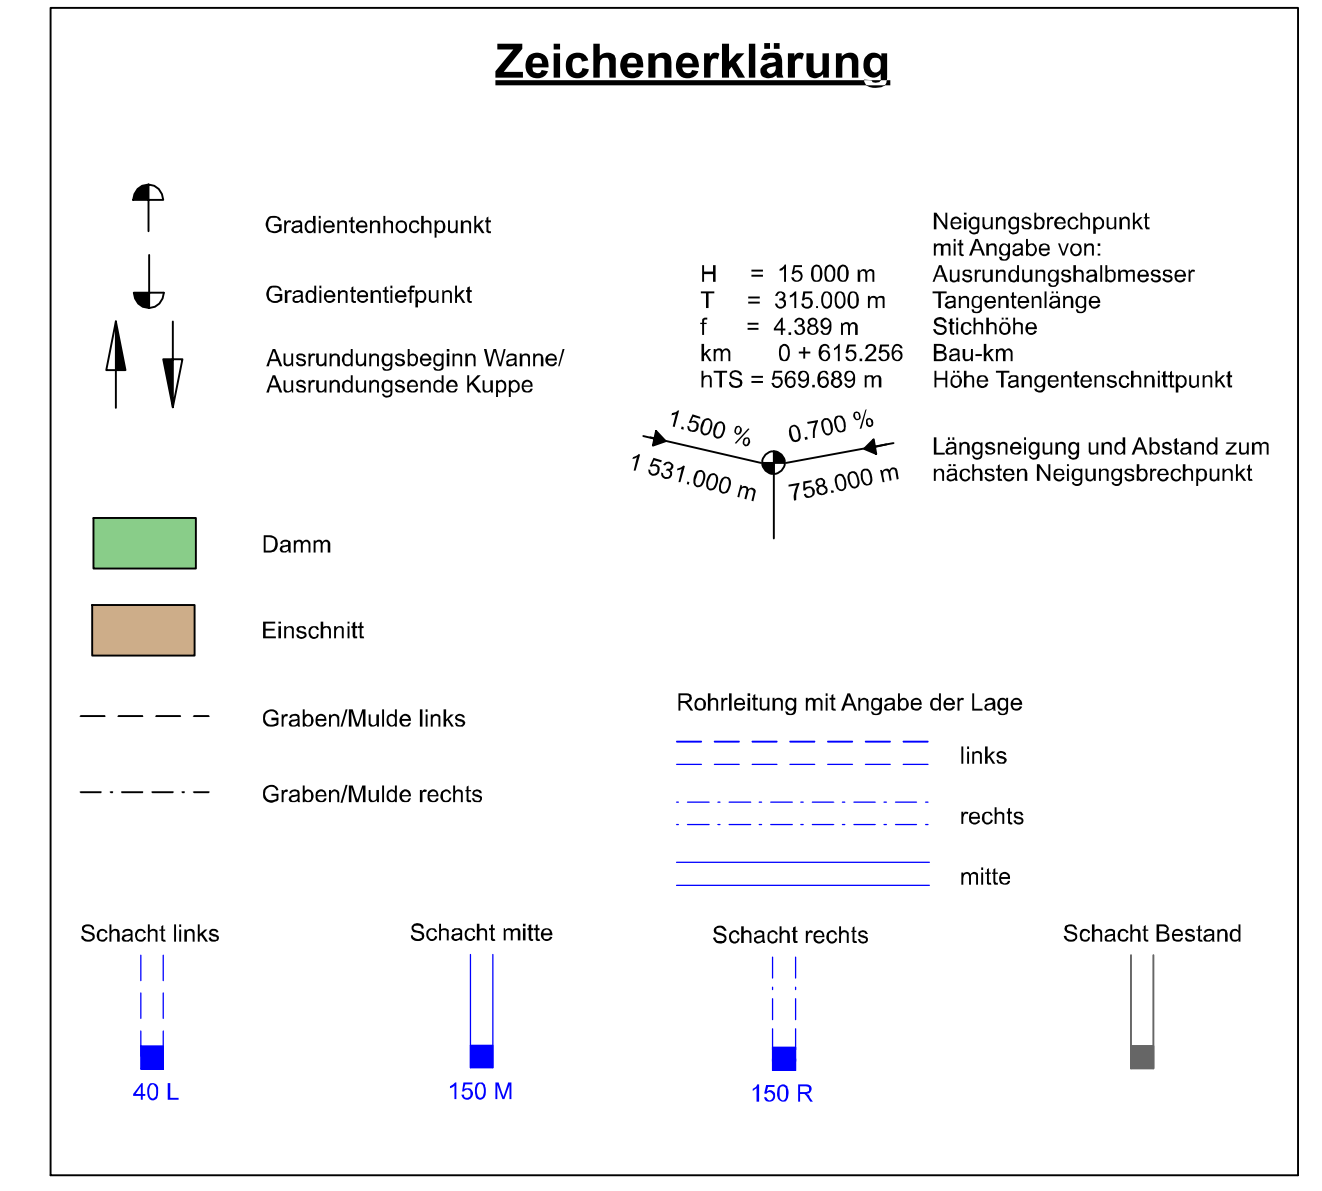 Zeichenerklärung
Gradientenhochpunkt
Gradiententiefpunkt
Ausrundungsbeginn Wanne/
Ausrundungsende Kuppe
Neigungsbrechpunkt
mit Angabe von:
H = 15 000 m Ausrundungshalbmesser
T = 315.000 m Tangentenlänge
f = 4.389 m Stichhöhe
km 0 + 615.256 Bau-km
hTS = 569.689 m Höhe Tangentenschnittpunkt
1.500 % 0.700 %
1 531.000 m 758.000 m
Längsneigung und Abstand zum
nächsten Neigungsbrechpunkt
Damm
Einschnitt
Graben/Mulde links
Graben/Mulde rechts
Rohrleitung mit Angabe der Lage
links
rechts
mitte
Schacht links
40 L
Schacht mitte
150 M
Schacht rechts
150 R
Schacht Bestand